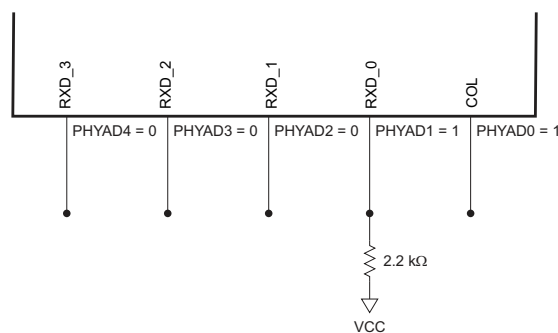 RXD_3
RXD_2
RXD_1
RXD_0
COL
PHYAD4 = 0
PHYAD3 = 0
PHYAD2 = 0
PHYAD1 = 1
PHYAD0 = 1
2.2 kΩ
VCC